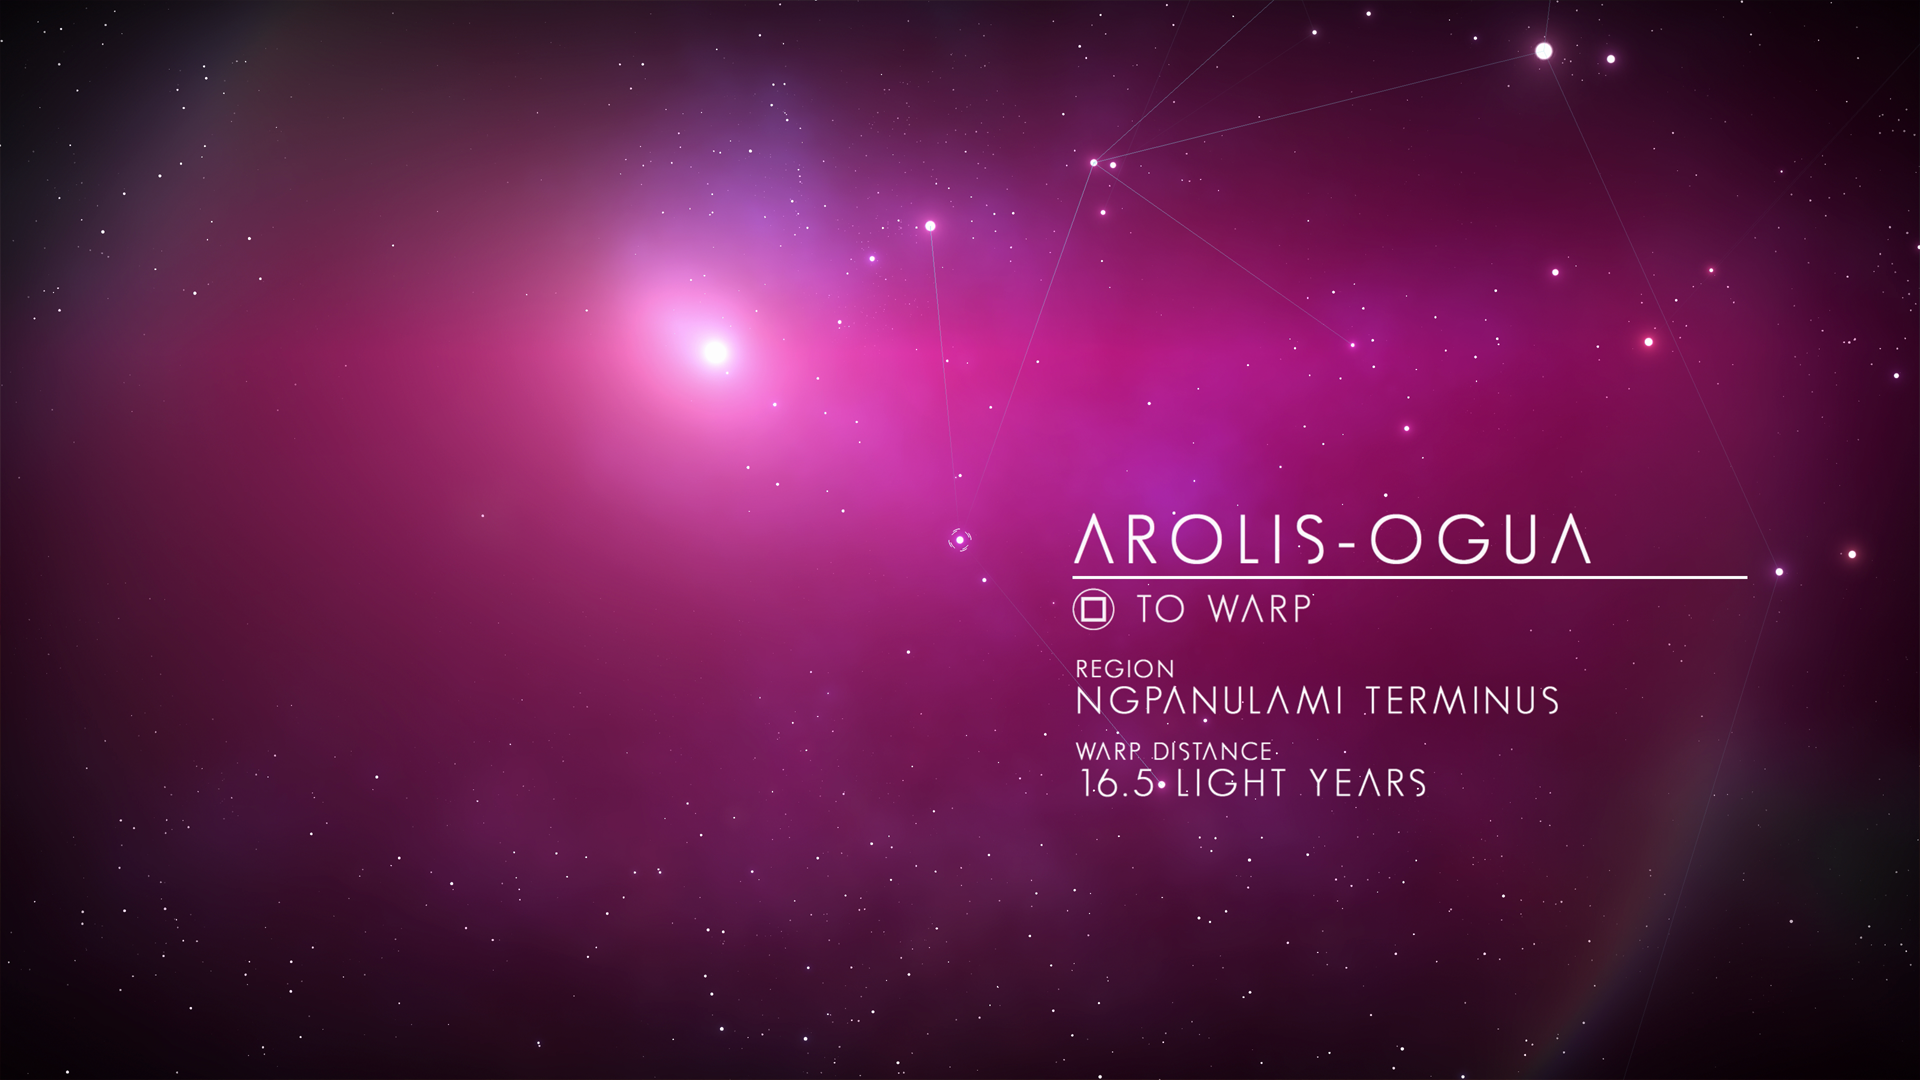 AROLIS-OGUA
TO WARP
REGION
NGPANULAMI TERMINUS
WARP DISTANCE
16.5 LIGHT YEARS